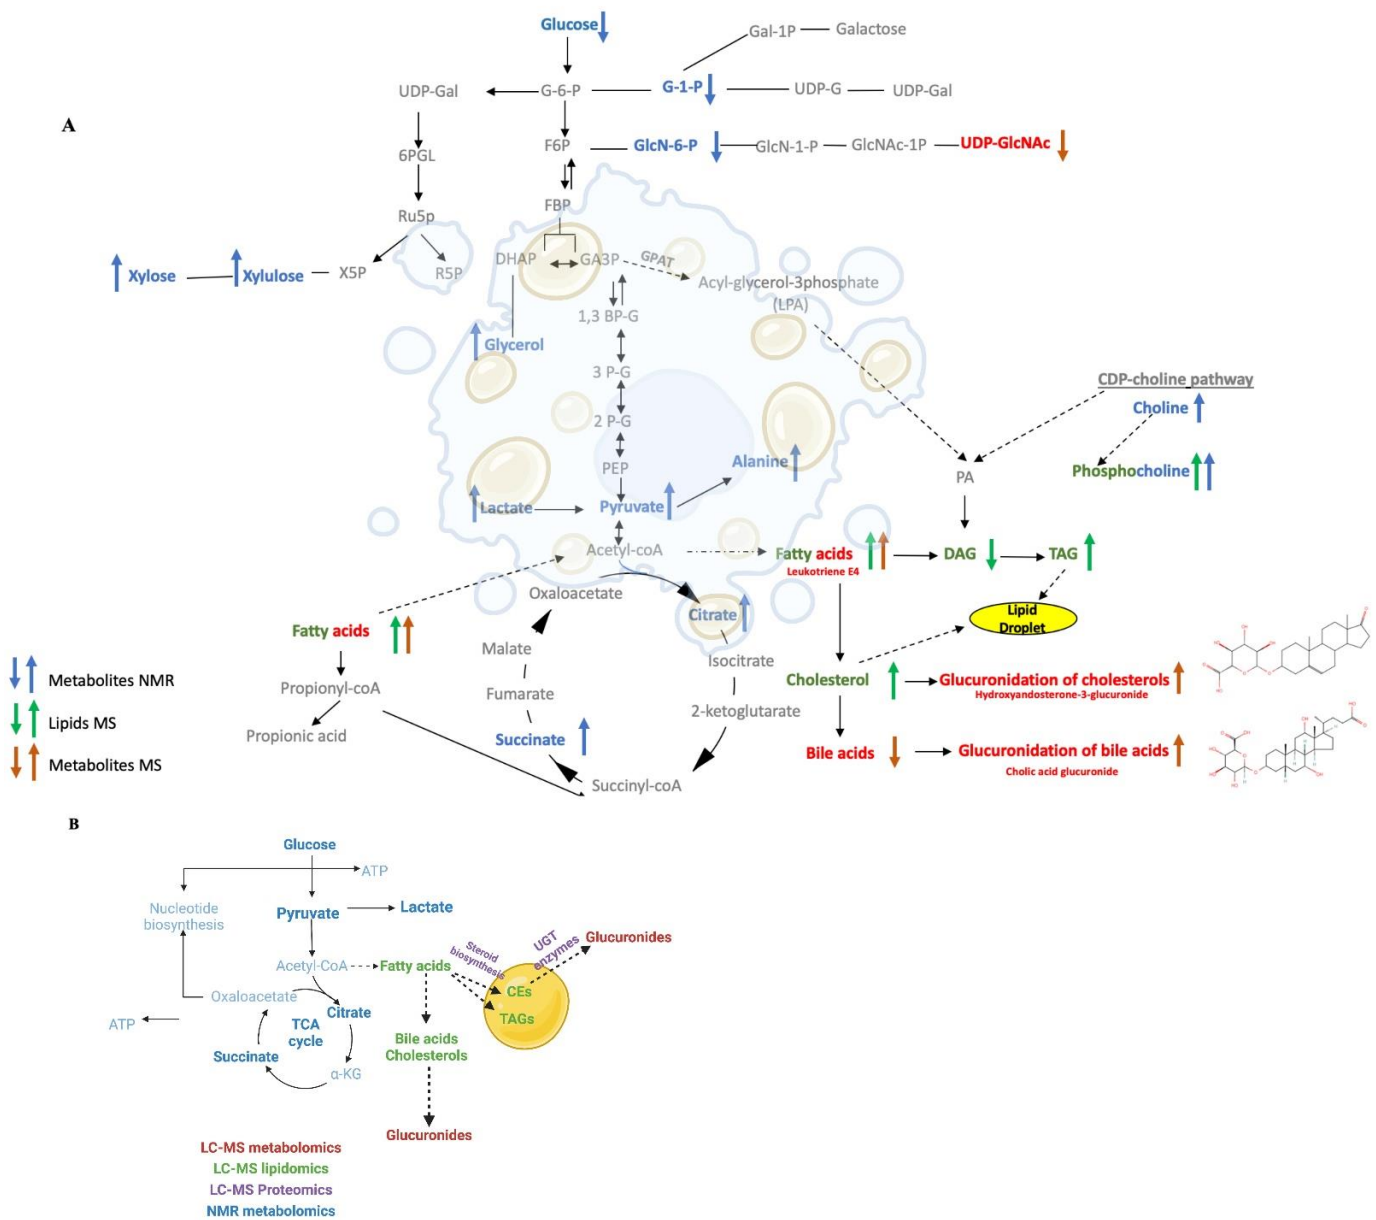 Glucose
Gal-1P
Galactose
A
UDP-Gal
G-6-P
G-1-P
UDP-G
UDP-Gal
6PGL
F6P
GlcN-6-P
GlcN-1-P
GlcNAc-1P
UDP-GlcNAc
Ru5p
FBP
Xylose
Xylulose
X5P
R5P
DHAP
GA3P
GPAT
Acyl-glycerol-3phosphate
(LPA)
1,3 BP-G
Glycerol
3 P-G
CDP-choline pathway
Choline
2 P-G
Alanine
PEP
PA
Phosphocholine
Lactate
Pyruvate
Acetyl-coA
Fatty acids
Leukotriene E4
DAG
TAG
Oxaloacetate
Citrate
Lipid
Droplet
Fatty acids
Malate
Isocitrate
Metabolites NMR
Propionyl-coA
Fumarate
2-ketoglutarate
Cholesterol
Glucuronidation of cholesterols
Hydroxyandosterone-3-glucuronide
Lipids MS
Propionic acid
Succinate
Bile acids
Glucuronidation of bile acids
Cholic acid glucuronide
Metabolites MS
Succinyl-coA
B
Glucose
ATP
Nucleotide
biosynthesis
Pyruvate
Lactate
Steroid
biosynthesis
UGT
enzymes
Glucuronides
Acetyl-CoA
Fatty acids
CEs
TAGs
Oxaloacetate
Citrate
ATP
TCA
cycle
Bile acids
Cholesterols
Succinate
α-KG
Glucuronides
LC-MS metabolomics
LC-MS lipidomics
LC-MS Proteomics
NMR metabolomics